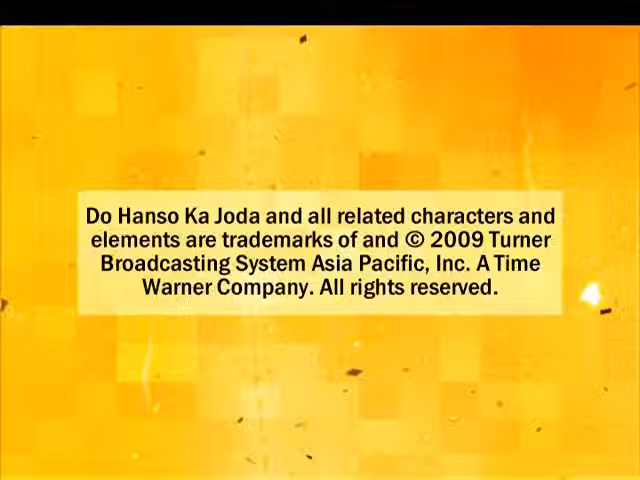 Do Hanso Ka Joda and all related characters and
elements are trademarks of and © 2009 Turner
Broadcasting System Asia Pacific, Inc. A Time
Warner Company. All rights reserved.